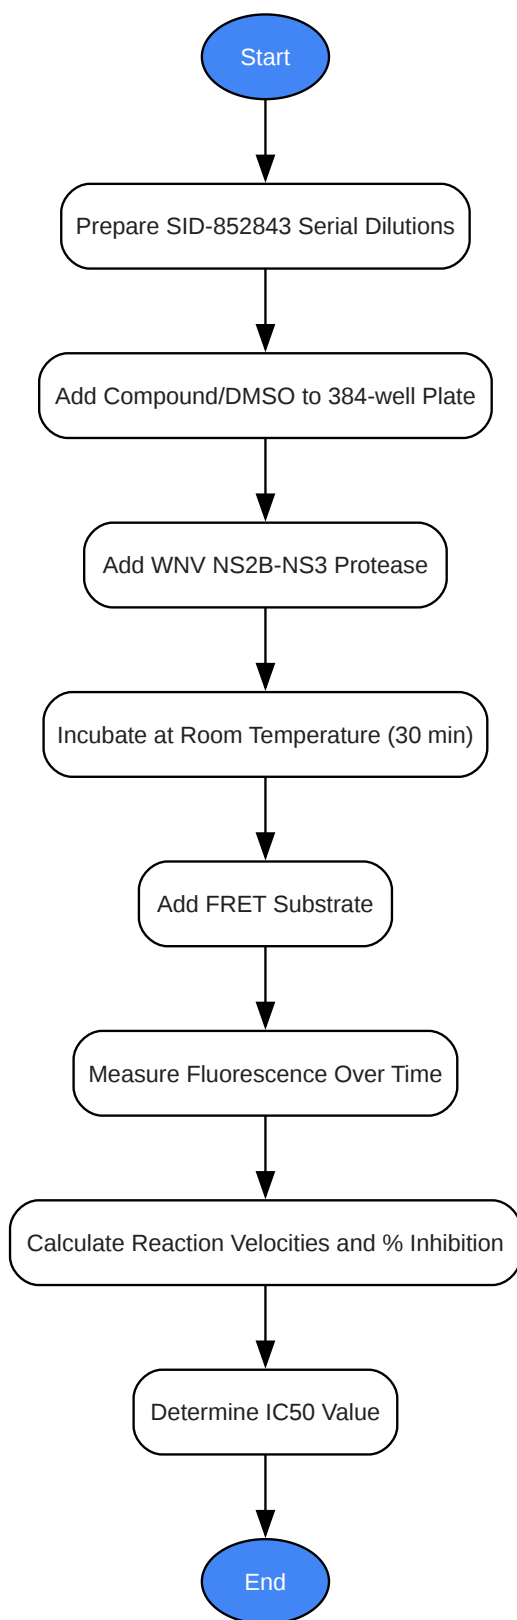 Start
Prepare SID-852843 Serial Dilutions
Add Compound/DMSO to 384-well Plate
Add WNV NS2B-NS3 Protease
Incubate at Room Temperature (30 min)
Add FRET Substrate
Measure Fluorescence Over Time
Calculate Reaction Velocities and % Inhibition
Determine IC50 Value
End